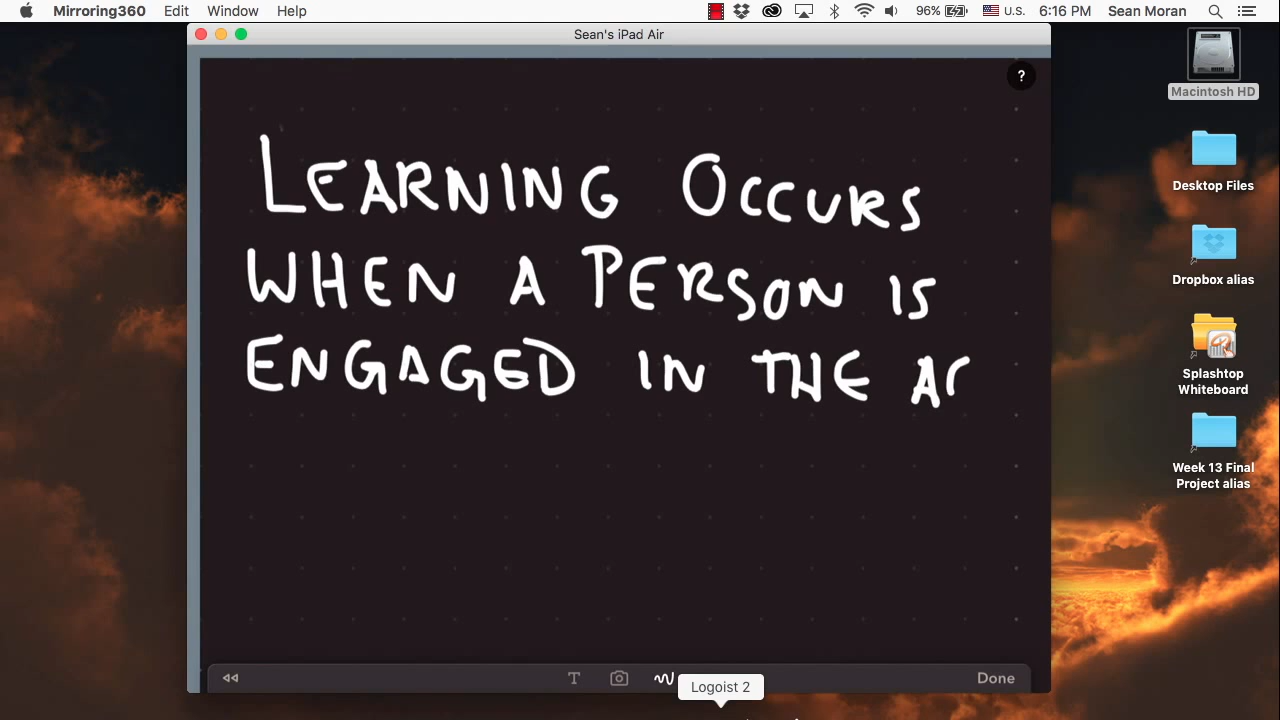 Mirroring360 Edit Window Help 96% U.S. 6:16 PM Sean Moran
Sean's iPad Air
?
LEARNING OCCURS
WHEN A PERSON IS
ENGAGED IN THE AC
T Done
Logoist 2
Macintosh HD
Desktop Files
Dropbox alias
Splashtop
Whiteboard
Week 13 Final
Project alias